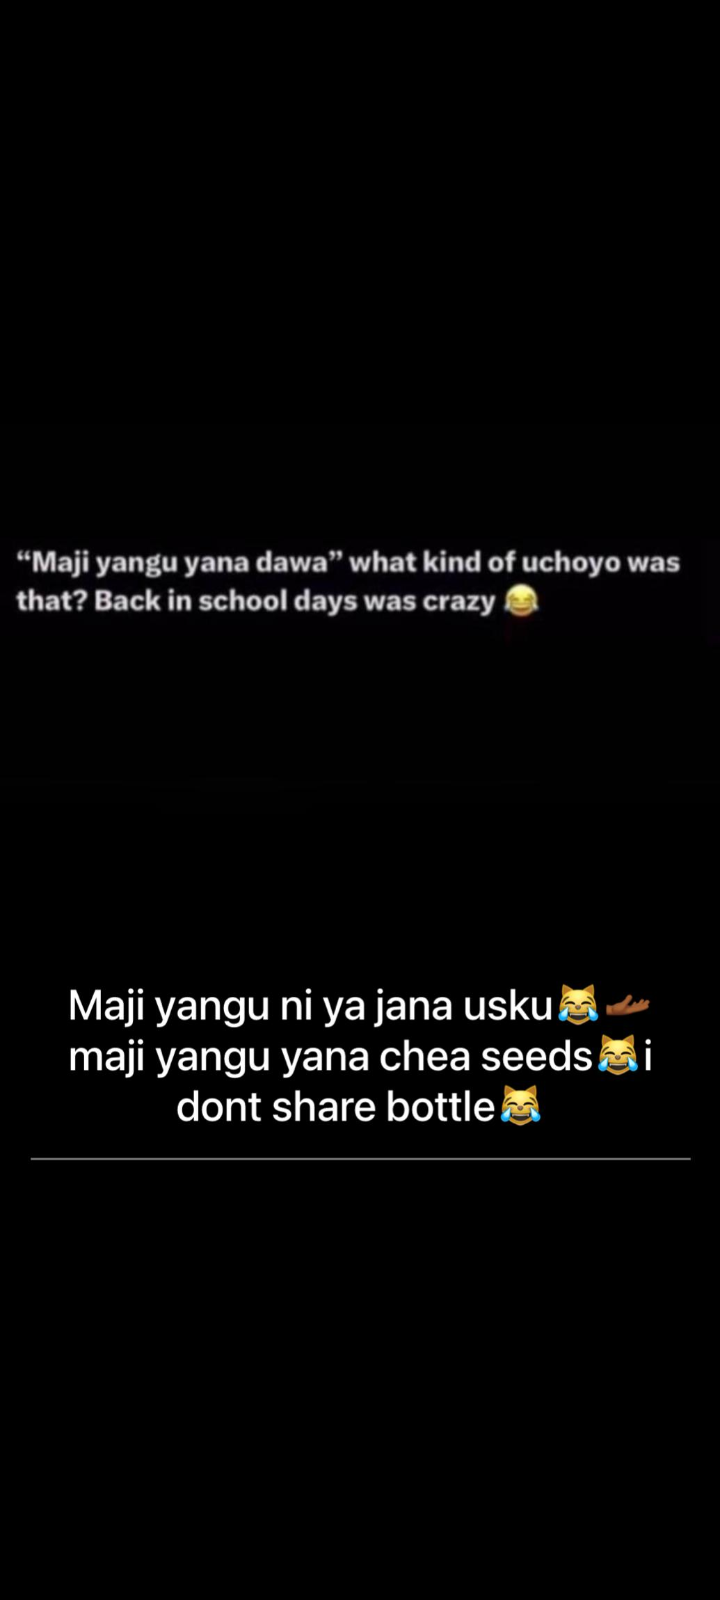 “Maji yangu yana dawa” what kind of uchoyo was
that? Back in school days was crazy 😂
Maji yangu ni ya jana usku😹🫴🏾
maji yangu yana chea seeds😹i
dont share bottle😹